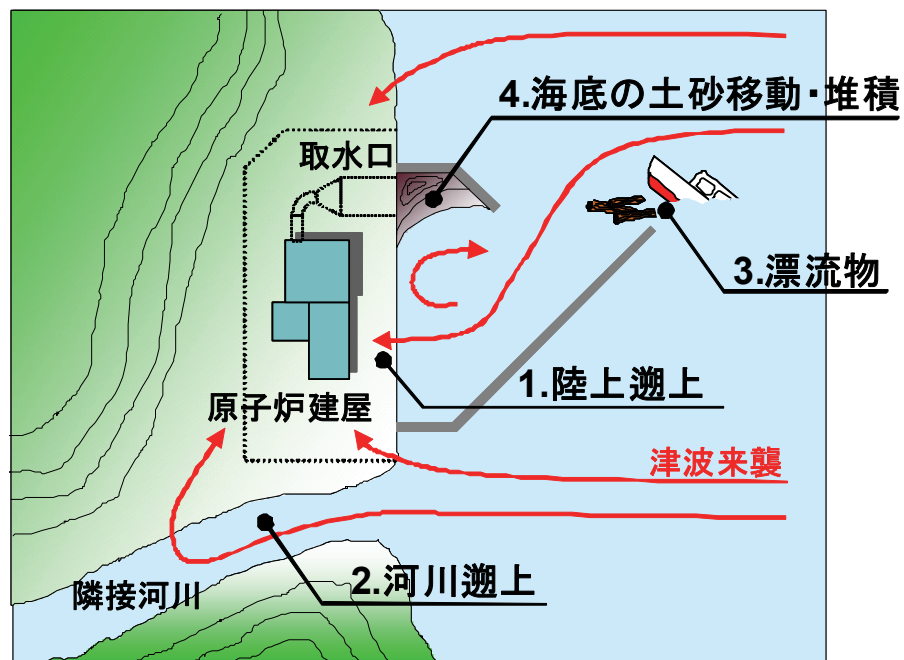 4.海底の土砂移動・堆積
取水口
3.漂流物
1.陸上遡上
原子炉建屋
津波来襲
2.河川遡上
隣接河川